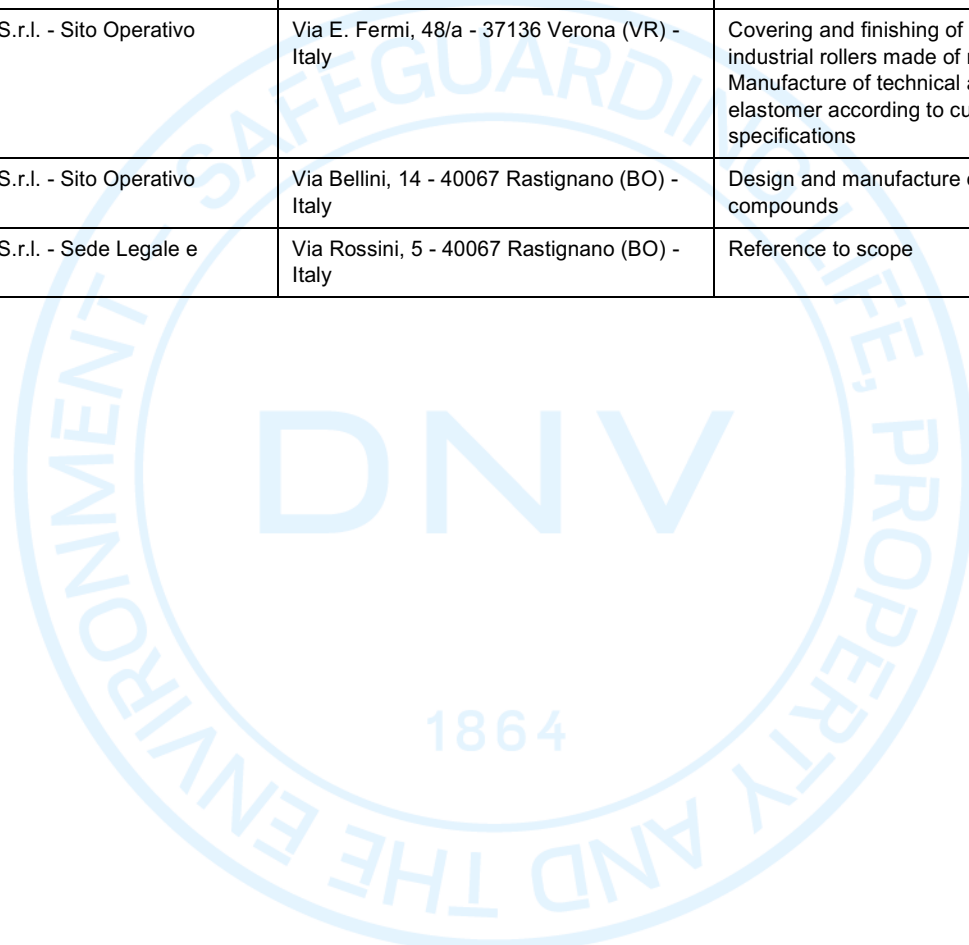 S.r.l. - Sito Operativo
Via E. Fermi, 48/a - 37136 Verona (VR) -
Italy
Covering and finishing of
industrial rollers made of
Manufacture of technical
elastomer according to
specifications
S.r.l. - Sito Operativo
Via Bellini, 14 - 40067 Rastignano (BO) -
Italy
Design and manufacture
compounds
S.r.l. - Sede Legale e
Via Rossini, 5 - 40067 Rastignano (BO) -
Italy
Reference to scope
SAFEGUARDING LIFE, PROPERTY AND THE ENVIRONMENT
DNV
1864